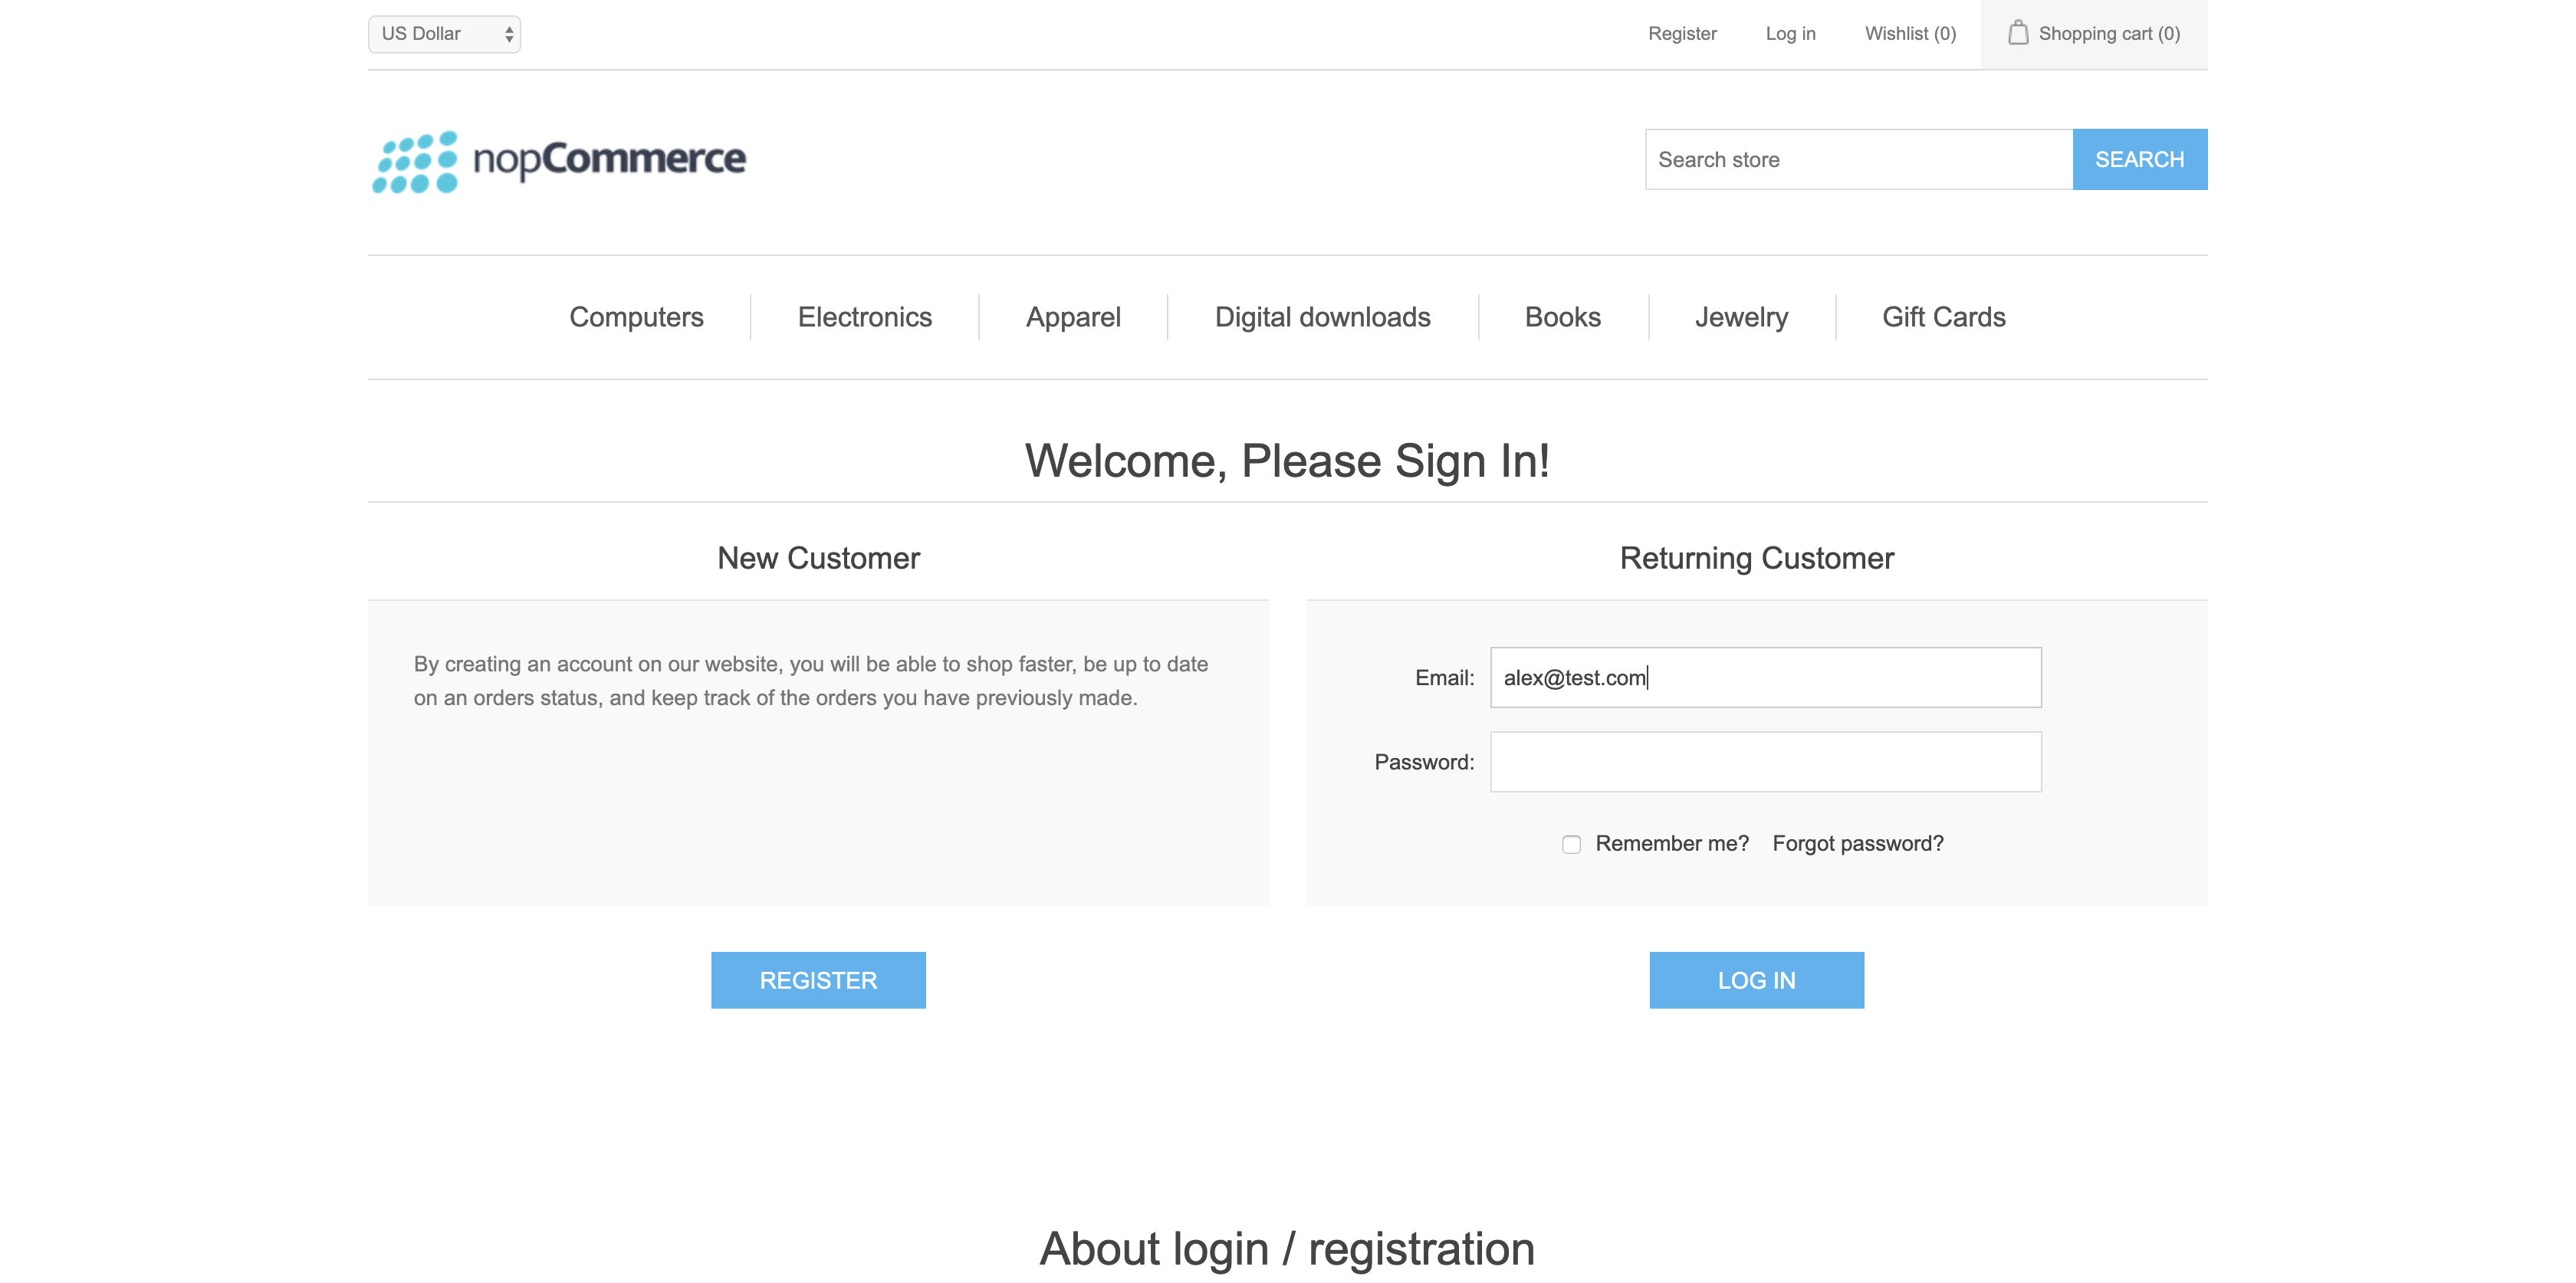 US Dollar
Register
Log in
Wishlist (0)
Shopping cart (0)
nopCommerce
Search store
SEARCH
Computers
Electronics
Apparel
Digital downloads
Books
Jewelry
Gift Cards
Welcome, Please Sign In!
New Customer
By creating an account on our website, you will be able to shop faster, be up to date
on an orders status, and keep track of the orders you have previously made.
REGISTER
Returning Customer
Email:
alex@test.com
Password:
Remember me?
Forgot password?
LOG IN
About login / registration